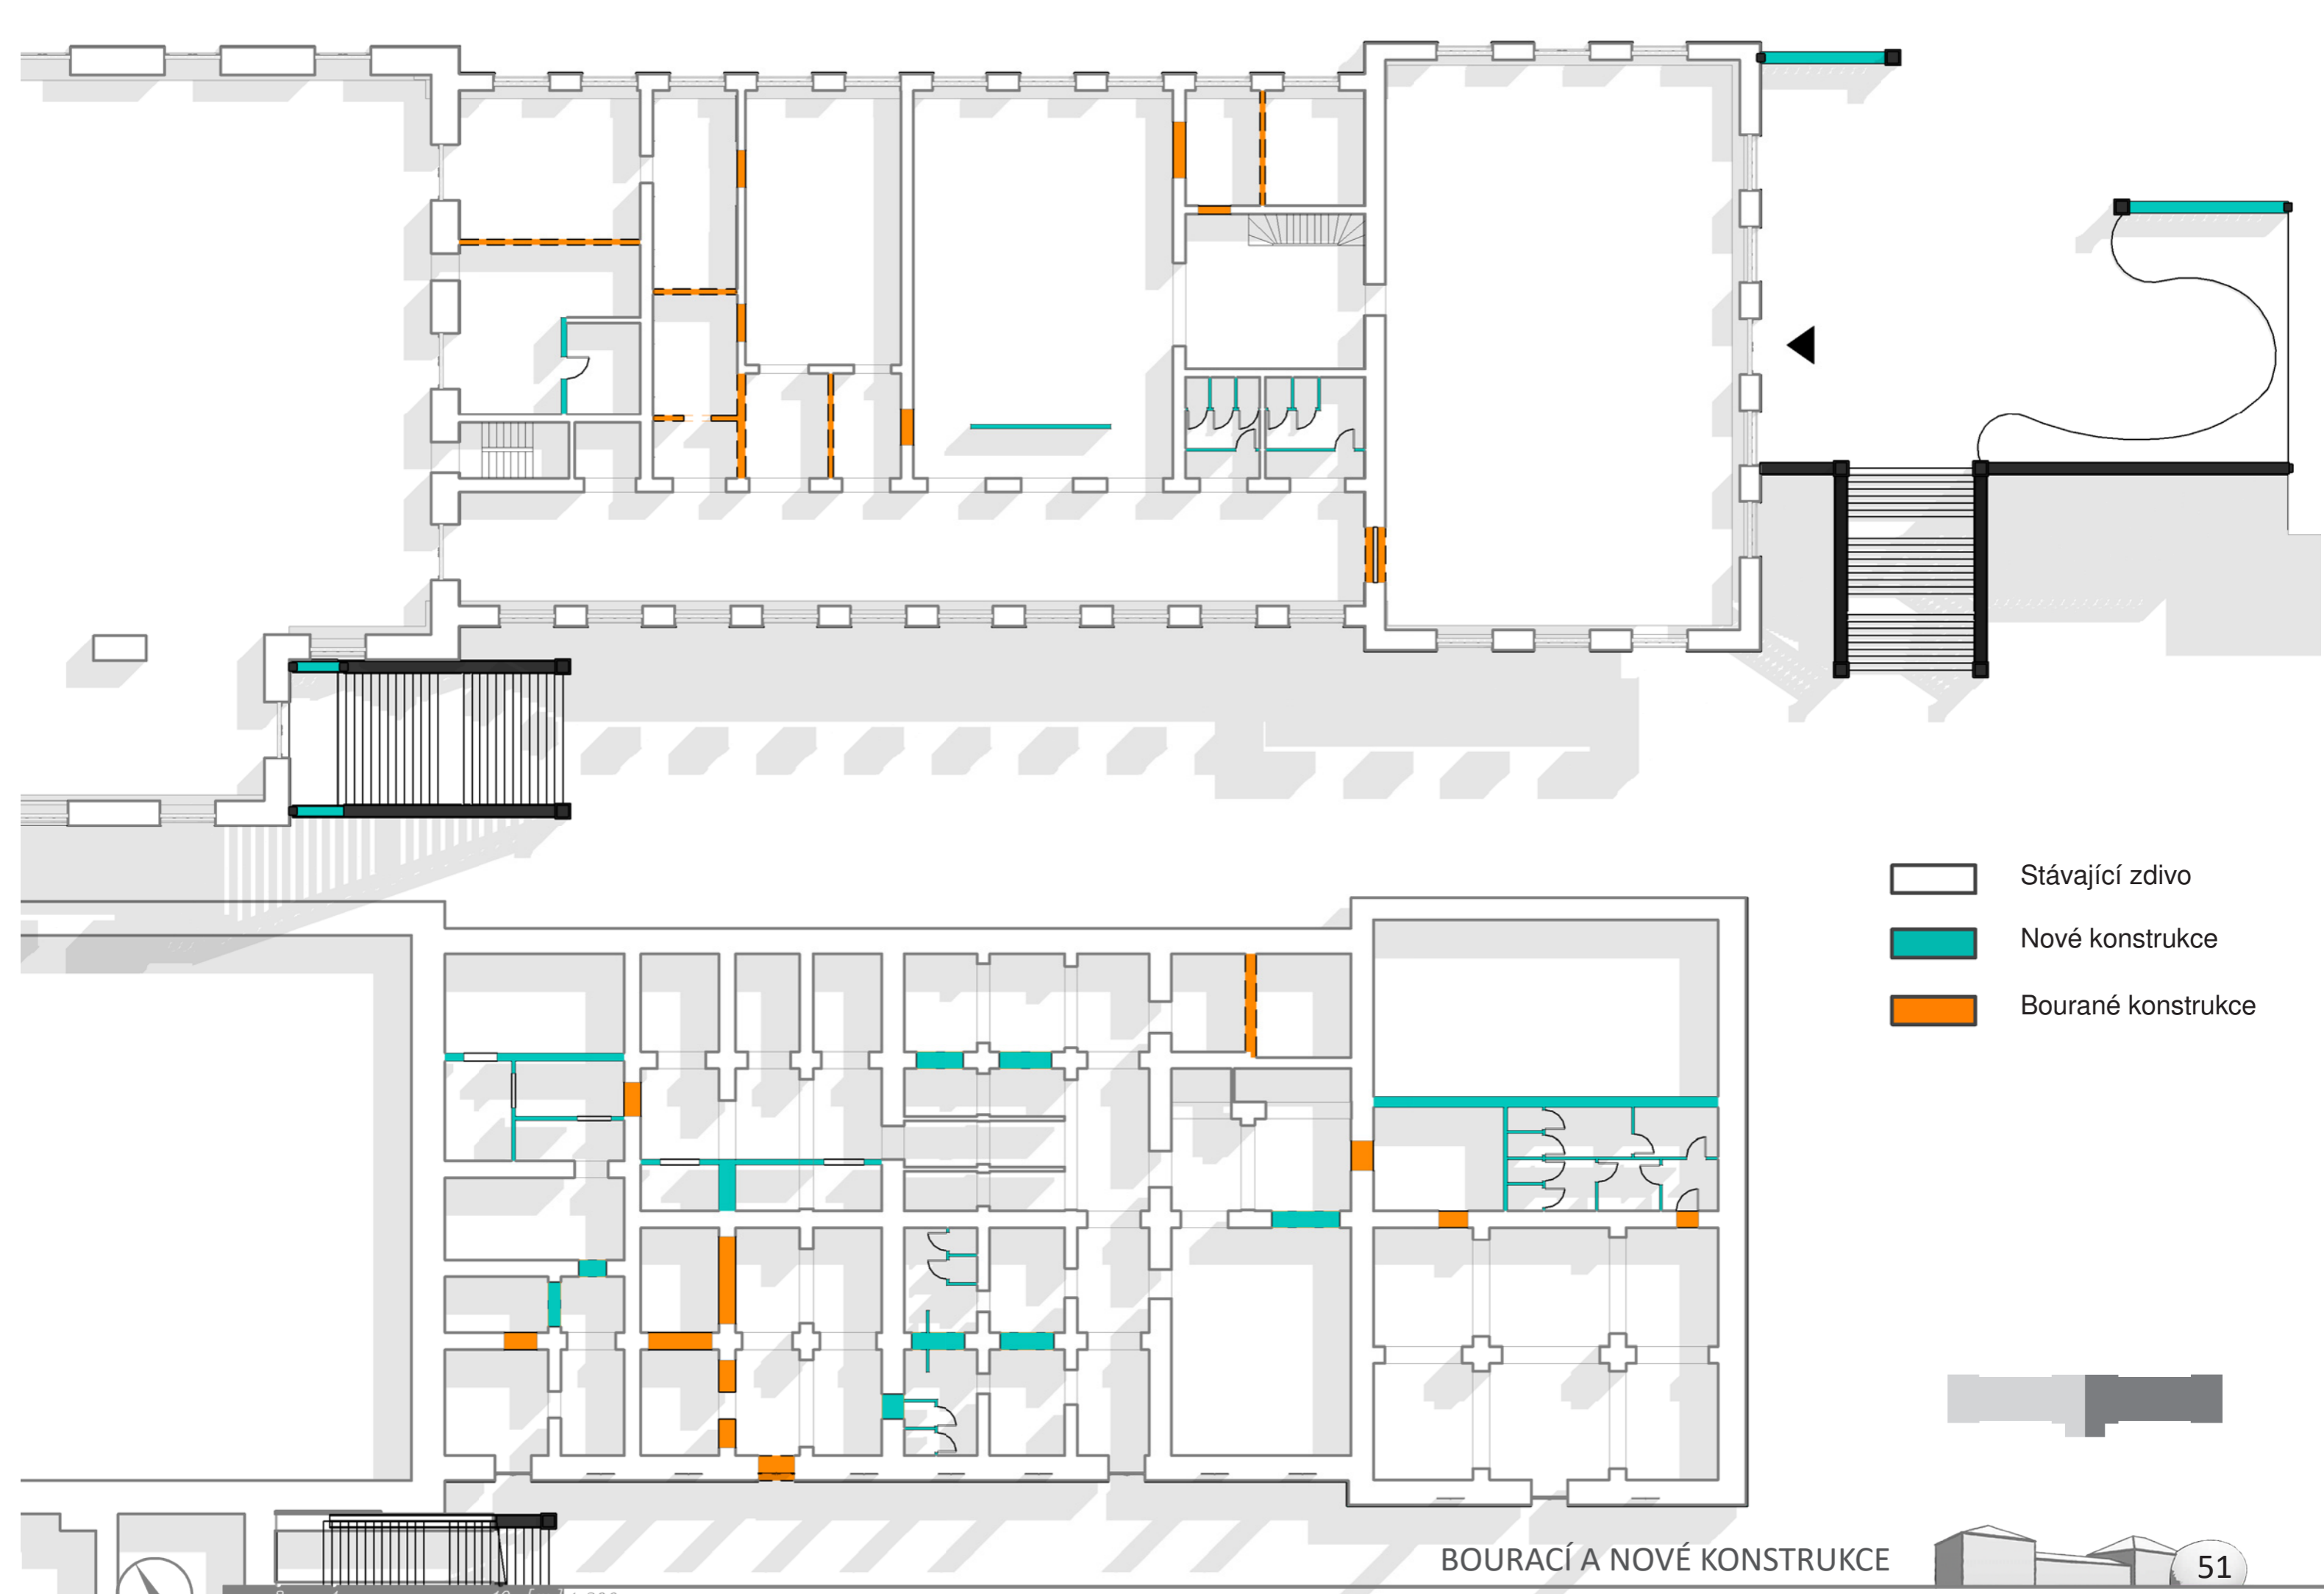 Stávající zdivo
Nové konstrukce
Bourané konstrukce
BOURACÍ A NOVÉ KONSTRUKCE
51